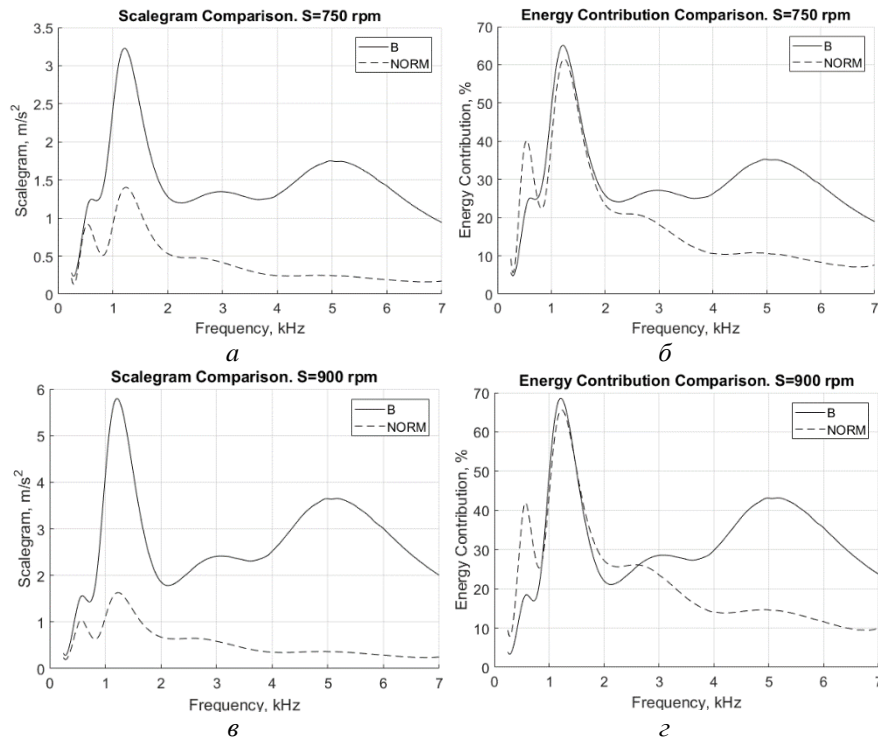 Scalegram Comparison. S=750 rpm
3.5
3
2.5
2
1.5
1
0.5
0
Scalegram, m/s²
B
NORM
0 1 2 3 4 5 6 7
Frequency, kHz
а
Energy Contribution Comparison. S=750 rpm
70
60
50
40
30
20
10
0
Energy Contribution, %
B
NORM
0 1 2 3 4 5 6 7
Frequency, kHz
б
Scalegram Comparison. S=900 rpm
6
5
4
3
2
1
0
Scalegram, m/s²
B
NORM
0 1 2 3 4 5 6 7
Frequency, kHz
в
Energy Contribution Comparison. S=900 rpm
70
60
50
40
30
20
10
0
Energy Contribution, %
B
NORM
0 1 2 3 4 5 6 7
Frequency, kHz
г